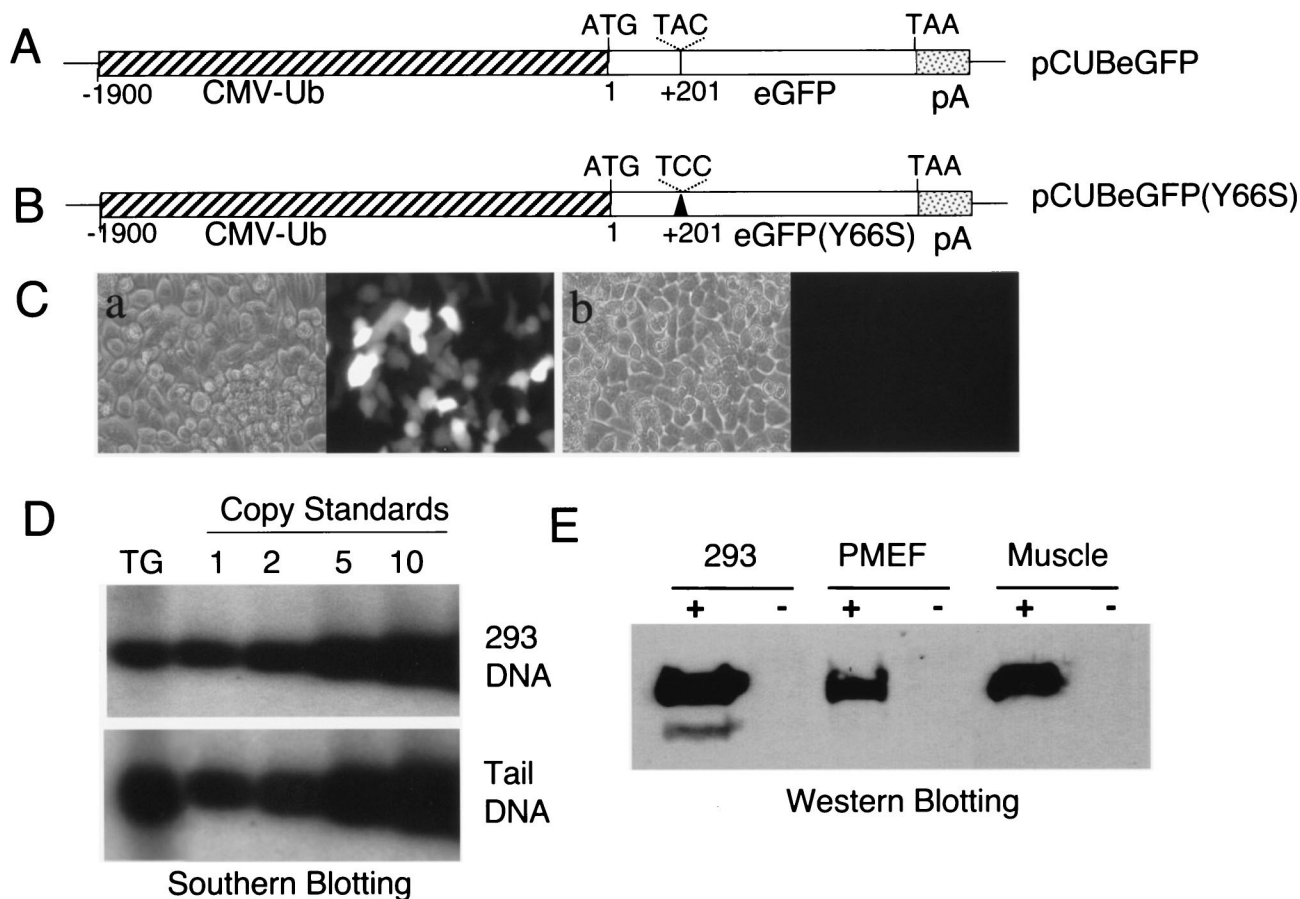 A
ATG TAC TAA
-1900 CMV-Ub 1 +201 eGFP pA
pCUBeGFP
B
ATG TCC TAA
-1900 CMV-Ub 1 +201 eGFP(Y66S) pA
pCUBeGFP(Y66S)
C
a
b
D
Copy Standards
TG 1 2 5 10
293
DNA
Tail
DNA
Southern Blotting
E
293 PMEF Muscle
+ - + - + -
Western Blotting